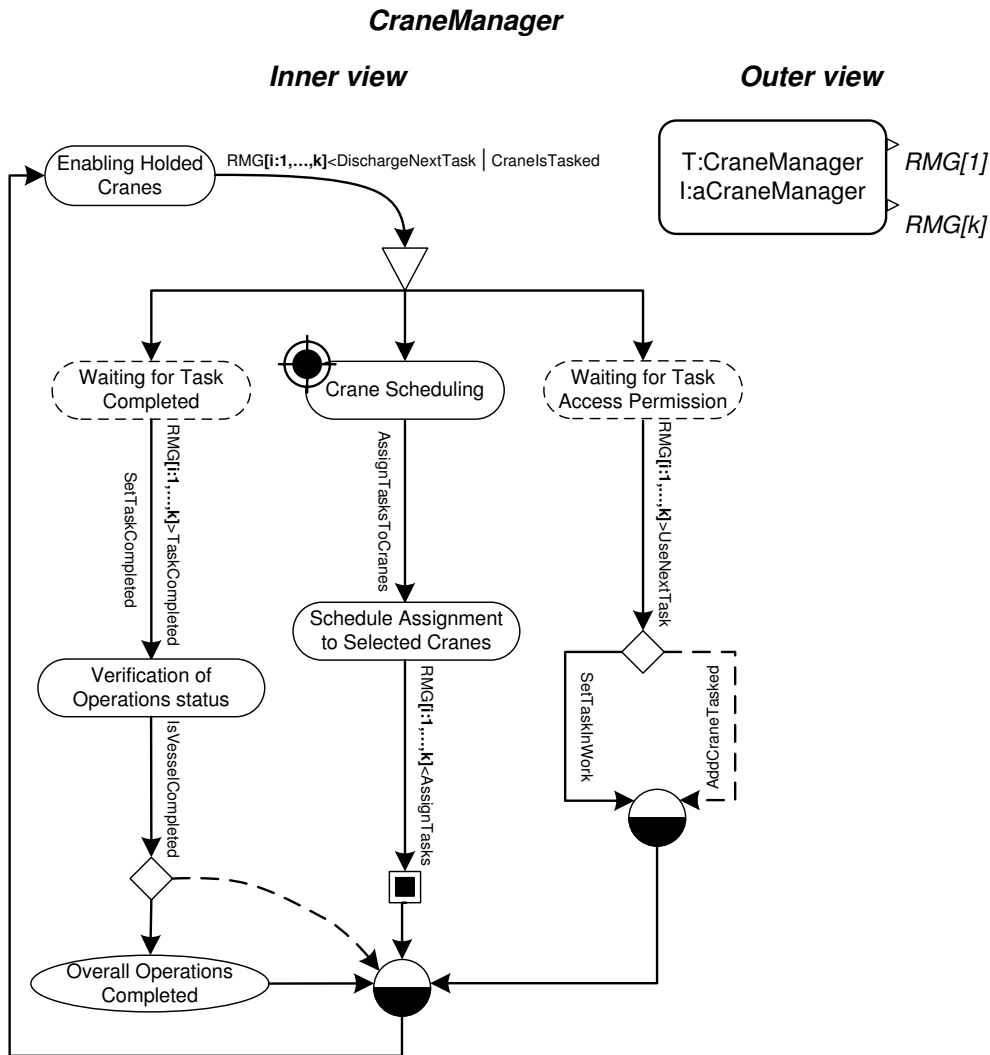 CraneManager
Inner view
Outer view
Enabling Holded
Cranes
RMG[i:1,...,k]<DischargeNextTask | CraneIsTasked
T:CraneManager
I:aCraneManager
RMG[1]
RMG[k]
Waiting for Task
Completed
Crane Scheduling
Waiting for Task
Access Permission
RMG[i:1,...,k]>TaskCompleted
SetTaskCompleted
AssignTasksToCranes
RMG[i:1,...,k]>UseNextTask
Schedule Assignment
to Selected Cranes
Verification of
Operations status
SetTaskInWork
AddCraneTasked
IsVesselCompleted
RMG[i:1,...,k]<AssignTasks
Overall Operations
Completed